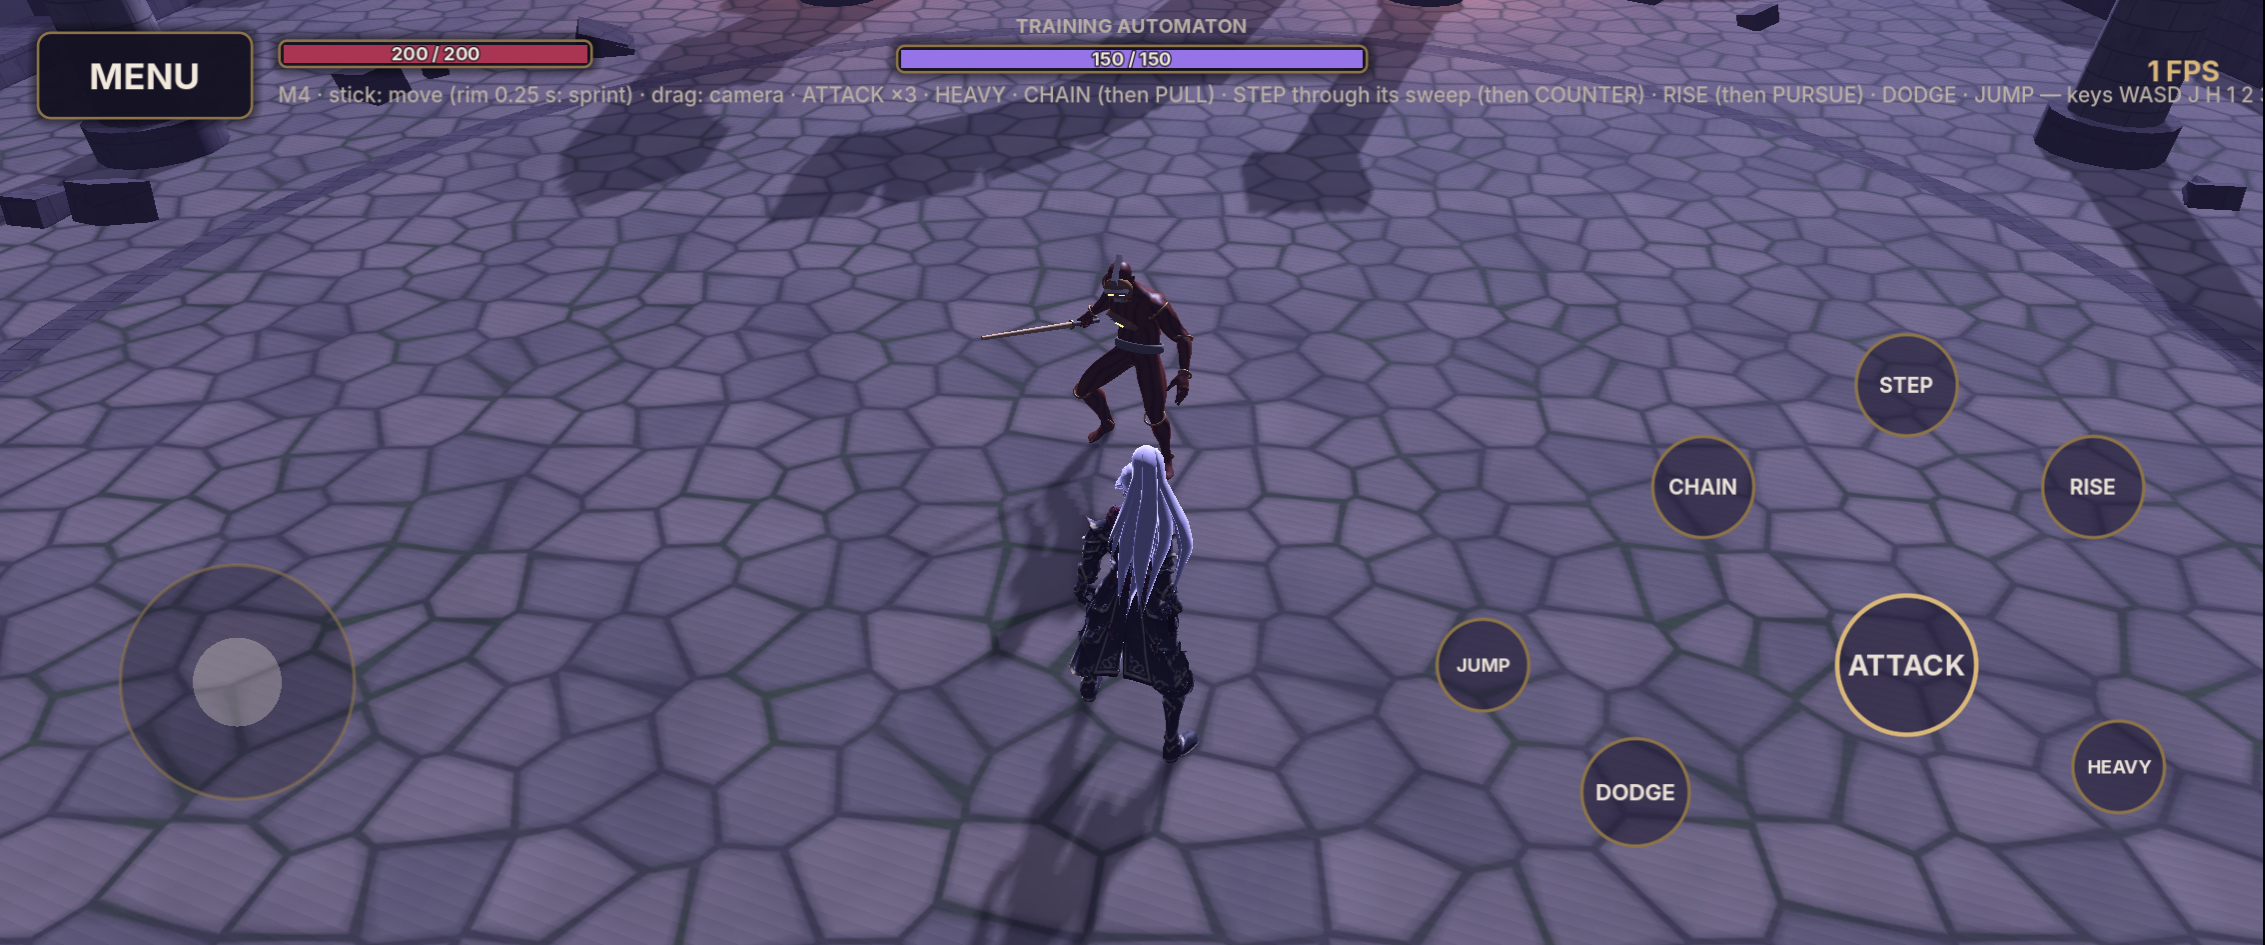 TRAINING AUTOMATON
MENU
200 / 200
150 / 150
1 FPS
M4 · stick: move (rim 0.25 s: sprint) · drag: camera · ATTACK ×3 · HEAVY · CHAIN (then PULL) · STEP through its sweep (then COUNTER) · RISE (then PURSUE) · DODGE · JUMP — keys WASD J H 1 2
STEP
CHAIN
RISE
JUMP
ATTACK
HEAVY
DODGE